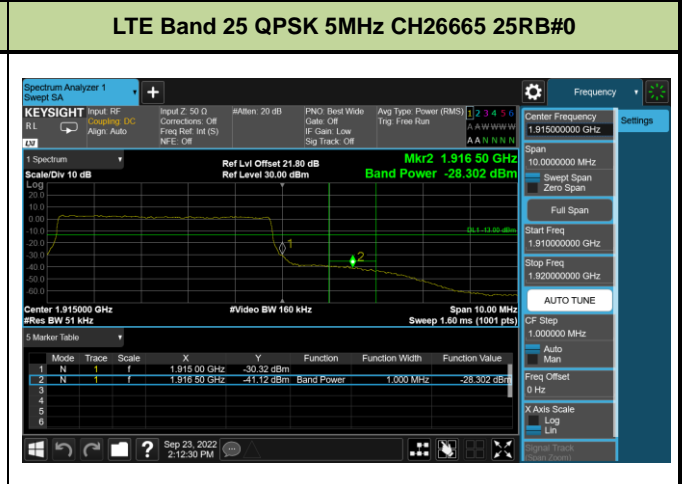 LTE Band 25 QPSK 5MHz CH26665 25RB#0
Spectrum Analyzer 1
Swept SA
+
Frequency
KEYSIGHT
RL
LXI
Input: RF
Coupling: DC
Align: Auto
Input Z: 50 Ω
Corrections: Off
Freq Ref: Int (S)
NFE: Off
#Atten: 20 dB
PNO: Best Wide
Gate: Off
IF Gain: Low
Sig Track: Off
Avg Type: Power (RMS)
Trig: Free Run
1 2 3 4 5 6
A A W W W W
A A N N N N
1 Spectrum
Scale/Div 10 dB
Ref Lvl Offset 21.80 dB
Ref Level 30.00 dBm
Mkr2 1.916 50 GHz
Band Power -28.302 dBm
Log
20.0
10.0
0.00
-10.0
-20.0
-30.0
-40.0
-50.0
-60.0
DL1 -13.00 dBm
1
2
Center 1.915000 GHz
#Res BW 51 kHz
#Video BW 160 kHz
Span 10.00 MHz
Sweep 1.60 ms (1001 pts)
5 Marker Table
Mode Trace Scale X Y Function Function Width Function Value
1 N 1 f 1.915 00 GHz -30.32 dBm
2 N 1 f 1.916 50 GHz -41.12 dBm Band Power 1.000 MHz -28.302 dBm
3
4
5
6
Sep 23, 2022
2:12:30 PM
?
Center Frequency
1.915000000 GHz
Settings
Span
10.0000000 MHz
Swept Span
Zero Span
Full Span
Start Freq
1.910000000 GHz
Stop Freq
1.920000000 GHz
AUTO TUNE
CF Step
1.000000 MHz
Auto
Man
Freq Offset
0 Hz
X Axis Scale
Log
Lin
Signal Track
(Span Zoom)